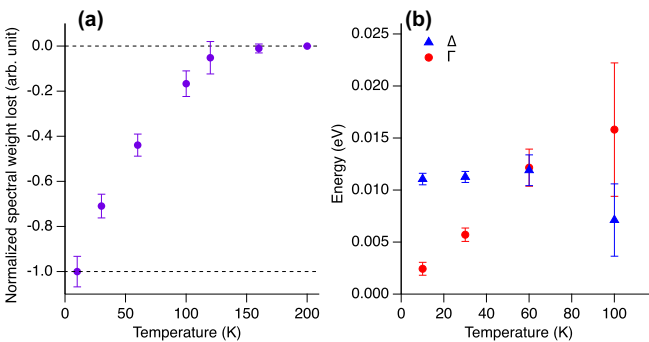 (a)
Normalized spectral weight lost (arb. unit)
0.0
-0.2
-0.4
-0.6
-0.8
-1.0
0
50
100
150
200
Temperature (K)
(b)
Δ
Γ
Energy (eV)
0.025
0.020
0.015
0.010
0.005
0.000
0
20
40
60
80
100
Temperature (K)